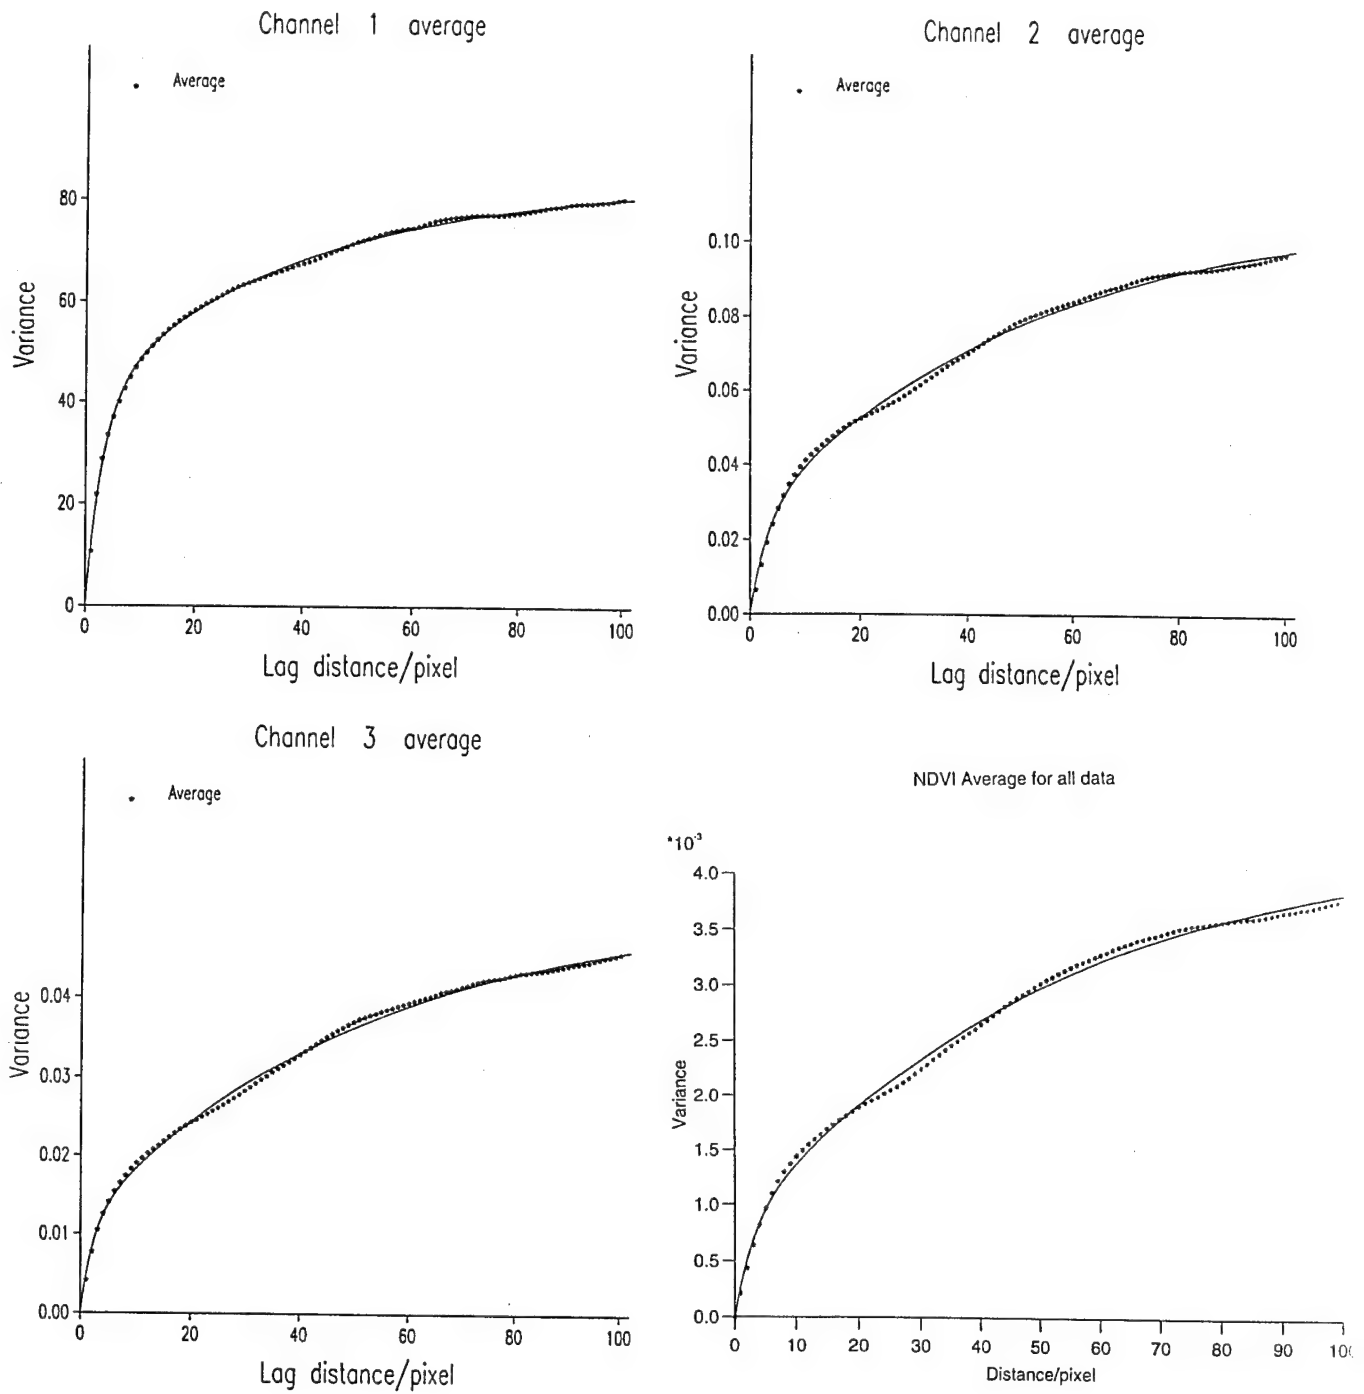 Channel 1 average
Average
80
60
40
20
0
Variance
0 20 40 60 80 100
Lag distance/pixel
Channel 2 average
Average
0.10
0.08
0.06
0.04
0.02
0.00
Variance
0 20 40 60 80 100
Lag distance/pixel
Channel 3 average
Average
0.04
0.03
0.02
0.01
0.00
Variance
0 20 40 60 80 100
Lag distance/pixel
NDVI Average for all data
*10⁻³
4.0
3.5
3.0
2.5
2.0
1.5
1.0
0.5
0.0
Variance
0 10 20 30 40 50 60 70 80 90
Distance/pixel